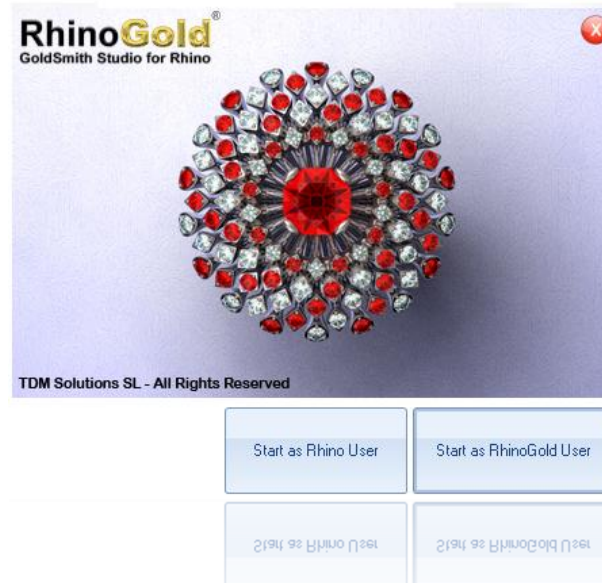 RhinoGold®
GoldSmith Studio for Rhino
X
TDM Solutions SL - All Rights Reserved
Start as Rhino User
Start as RhinoGold User
Start as Rhino User
Start as RhinoGold User